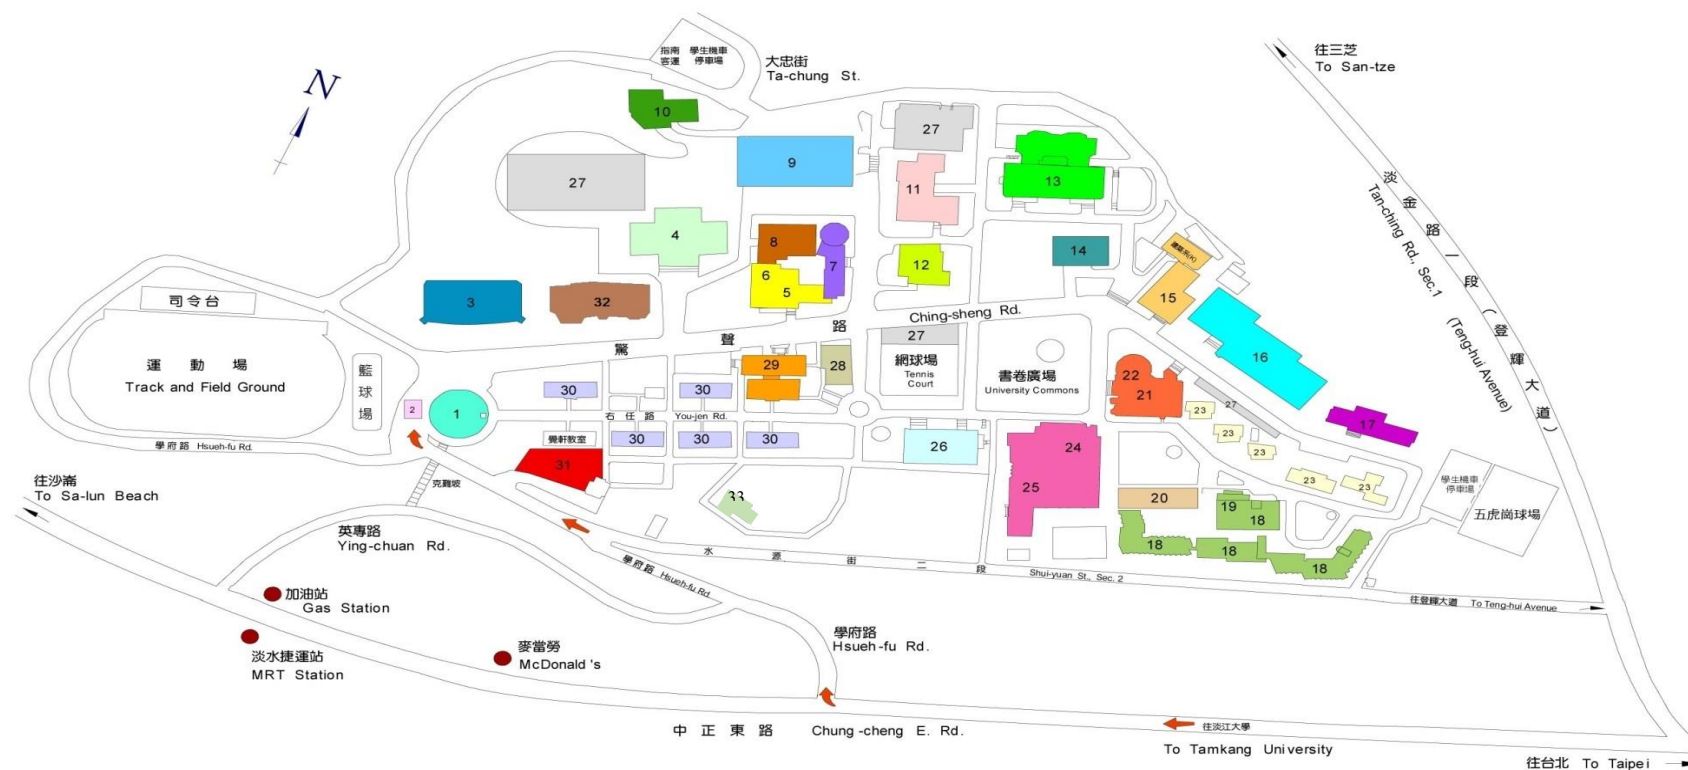 指南 學生機車
客運 停車場
大忠街
Ta-chung St.
往三芝
To San-tze
N
10
27
9
27
11
13
4
8
7
6
5
12
14
建築系(K)
15
淡金路一段(登輝大道)
Tan-ching Rd., Sec.1 (Teng-hui Avenue)
司令台
3
32
Ching-sheng Rd.
驚聲路
27
16
運動場
Track and Field Ground
籃球場
29
28
網球場
Tennis
Court
書卷廣場
University Commons
22
21
30
30
2
1
右任路 You-jen Rd.
23
27
17
學府路 Hsueh-fu Rd.
覺軒教室
30
30
30
26
24
23
23
31
克難坡
25
23
23
學生機車
停車場
五虎崗球場
往沙崙
To Sa-lun Beach
33
20
19
18
英專路
Ying-chuan Rd.
18
18
18
水源街二段
Shui-yuan St., Sec. 2
學府路 Hsueh-fu Rd.
加油站
Gas Station
往登輝大道 To Teng-hui Avenue
學府路
Hsueh-fu Rd.
淡水捷運站
MRT Station
麥當勞
McDonald's
中正東路 Chung-cheng E. Rd.
往淡江大學
To Tamkang University
往台北 To Taipei